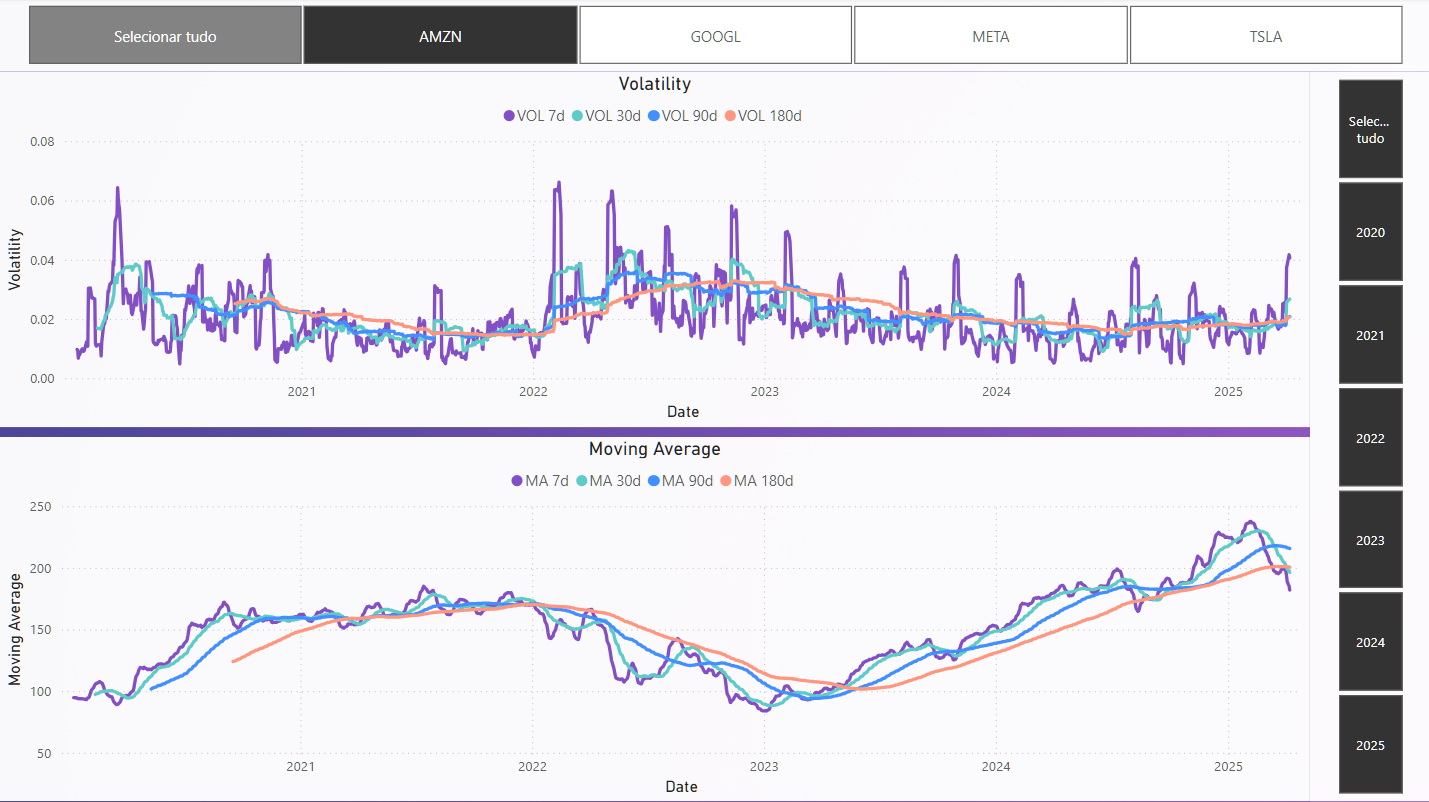 Selecionar tudo
AMZN
GOOGL
META
TSLA
Volatility
VOL 7d VOL 30d VOL 90d VOL 180d
0.08
0.06
0.04
0.02
0.00
Volatility
2021 2022 2023 2024 2025
Date
Moving Average
MA 7d MA 30d MA 90d MA 180d
250
200
150
100
50
Moving Average
2021 2022 2023 2024 2025
Date
Selec...
tudo
2020
2021
2022
2023
2024
2025